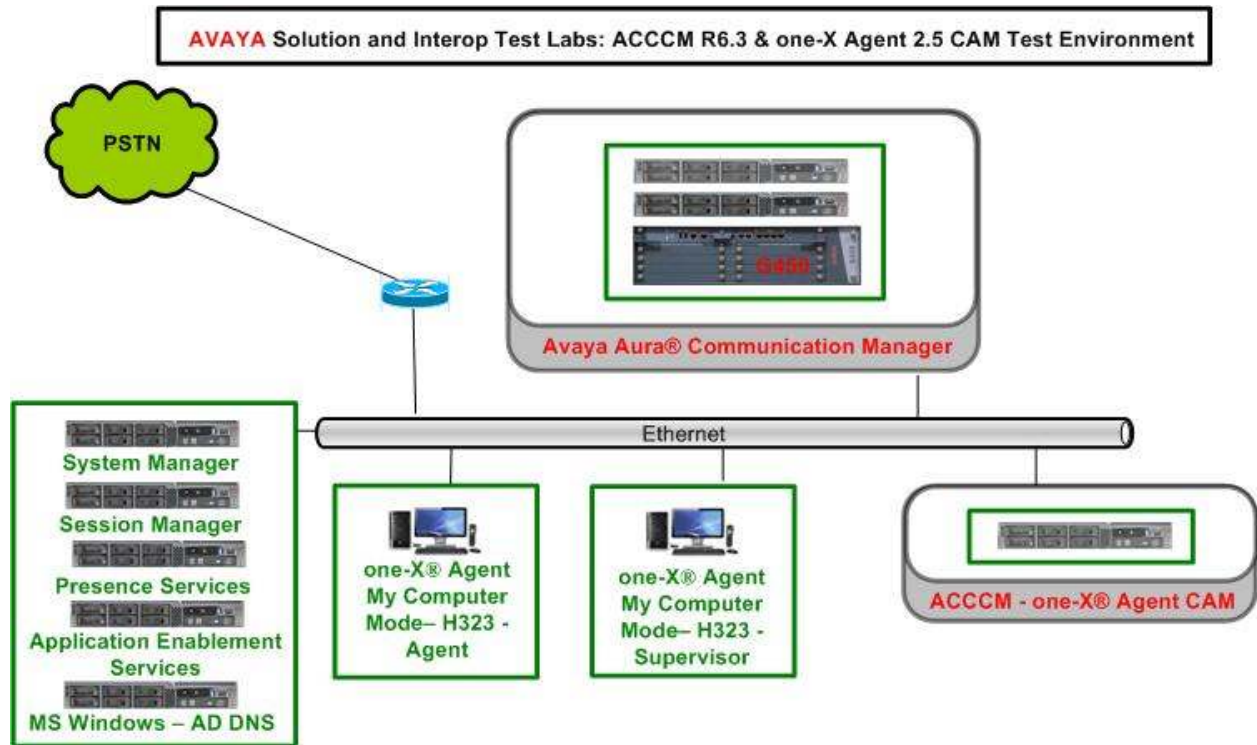 AVAYA Solution and Interop Test Labs: ACCCM R6.3 & one-X Agent 2.5 CAM Test Environment
PSTN
G450
Avaya Aura® Communication Manager
Ethernet
System Manager
Session Manager
Presence Services
Application Enablement
Services
MS Windows – AD DNS
one-X® Agent
My Computer
Mode– H323 -
Agent
one-X® Agent
My Computer
Mode– H323 -
Supervisor
ACCCM - one-X® Agent CAM